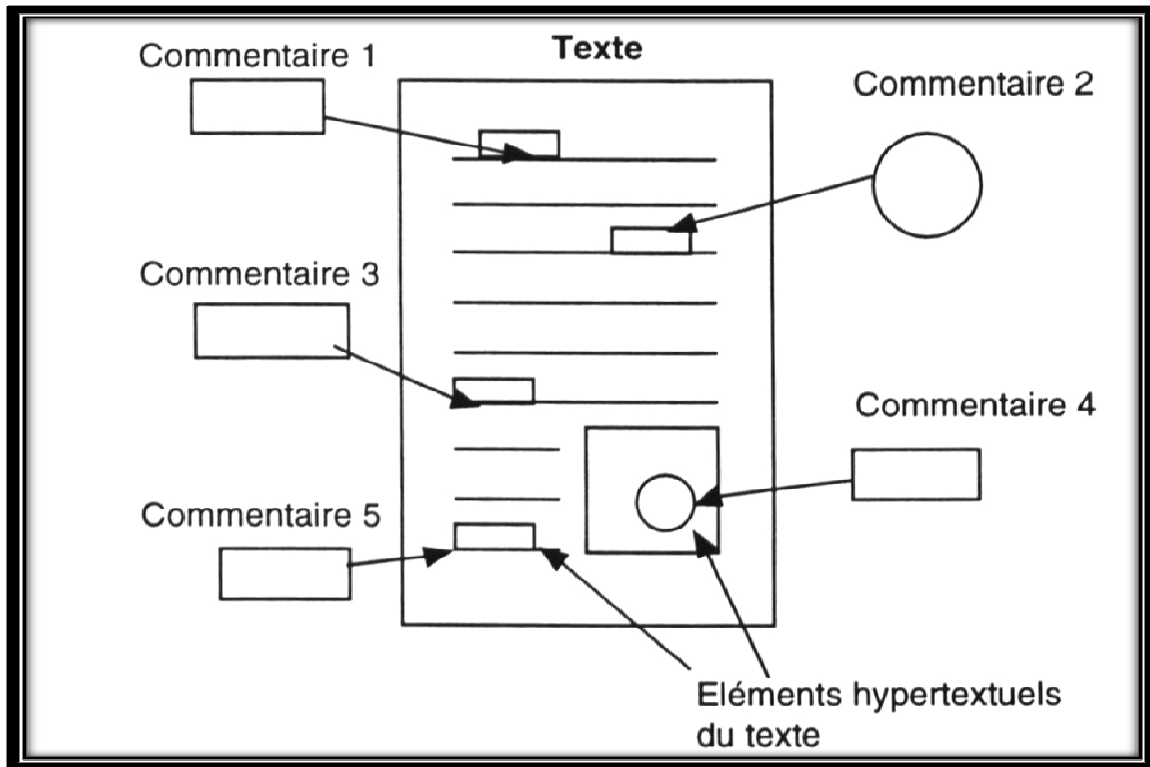 Commentaire 1
Texte
Commentaire 2
Commentaire 3
Commentaire 4
Commentaire 5
Eléments hypertextuels
du texte